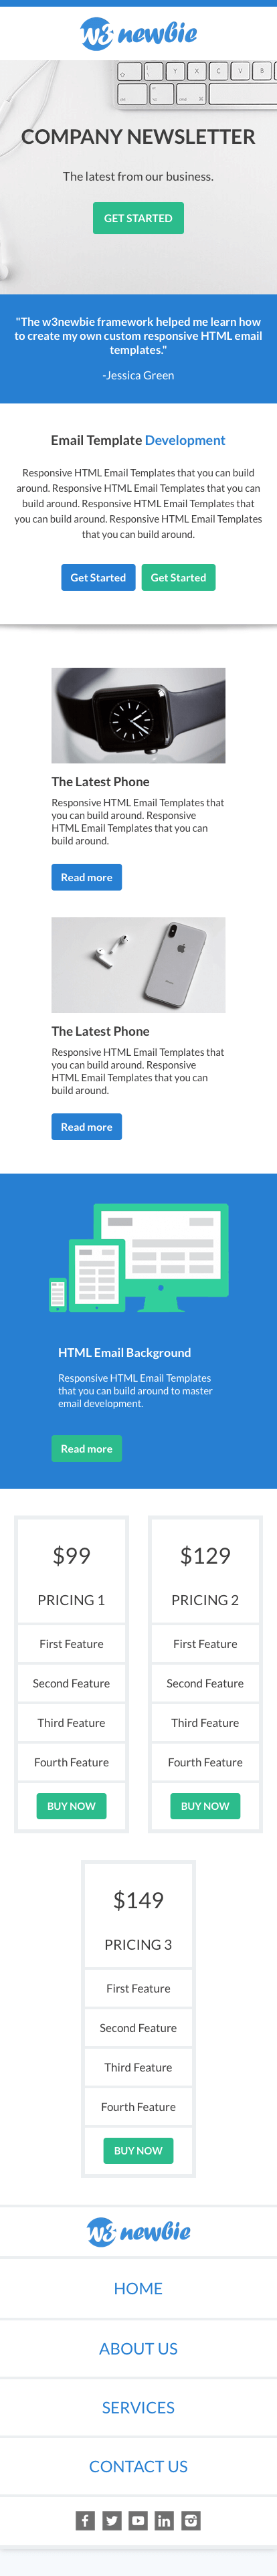 w3 newbie
COMPANY NEWSLETTER
The latest from our business.
GET STARTED
"The w3newbie framework helped me learn how
to create my own custom responsive HTML email
templates."
-Jessica Green
Email Template Development
Responsive HTML Email Templates that you can build
around. Responsive HTML Email Templates that you can
build around. Responsive HTML Email Templates that
you can build around. Responsive HTML Email Templates
that you can build around.
Get Started Get Started
The Latest Phone
Responsive HTML Email Templates that
you can build around. Responsive
HTML Email Templates that you can
build around.
Read more
The Latest Phone
Responsive HTML Email Templates that
you can build around. Responsive
HTML Email Templates that you can
build around.
Read more
HTML Email Background
Responsive HTML Email Templates
that you can build around to master
email development.
Read more
$99
PRICING 1
First Feature
Second Feature
Third Feature
Fourth Feature
BUY NOW
$129
PRICING 2
First Feature
Second Feature
Third Feature
Fourth Feature
BUY NOW
$149
PRICING 3
First Feature
Second Feature
Third Feature
Fourth Feature
BUY NOW
w3 newbie
HOME
ABOUT US
SERVICES
CONTACT US